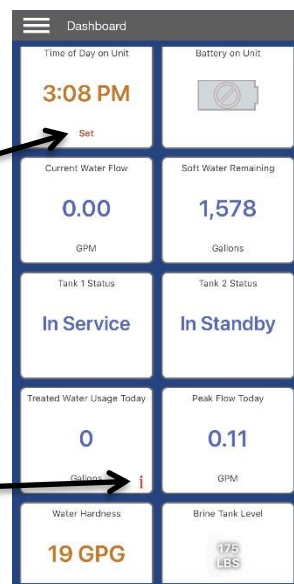 Dashboard
Time of Day on Unit
3:08 PM
Set
Battery on Unit
Current Water Flow
0.00
GPM
Soft Water Remaining
1,578
Gallons
Tank 1 Status
In Service
Tank 2 Status
In Standby
Treated Water Usage Today
0
Gallons
i
Peak Flow Today
0.11
GPM
Water Hardness
19 GPG
Brine Tank Level
175
LBS